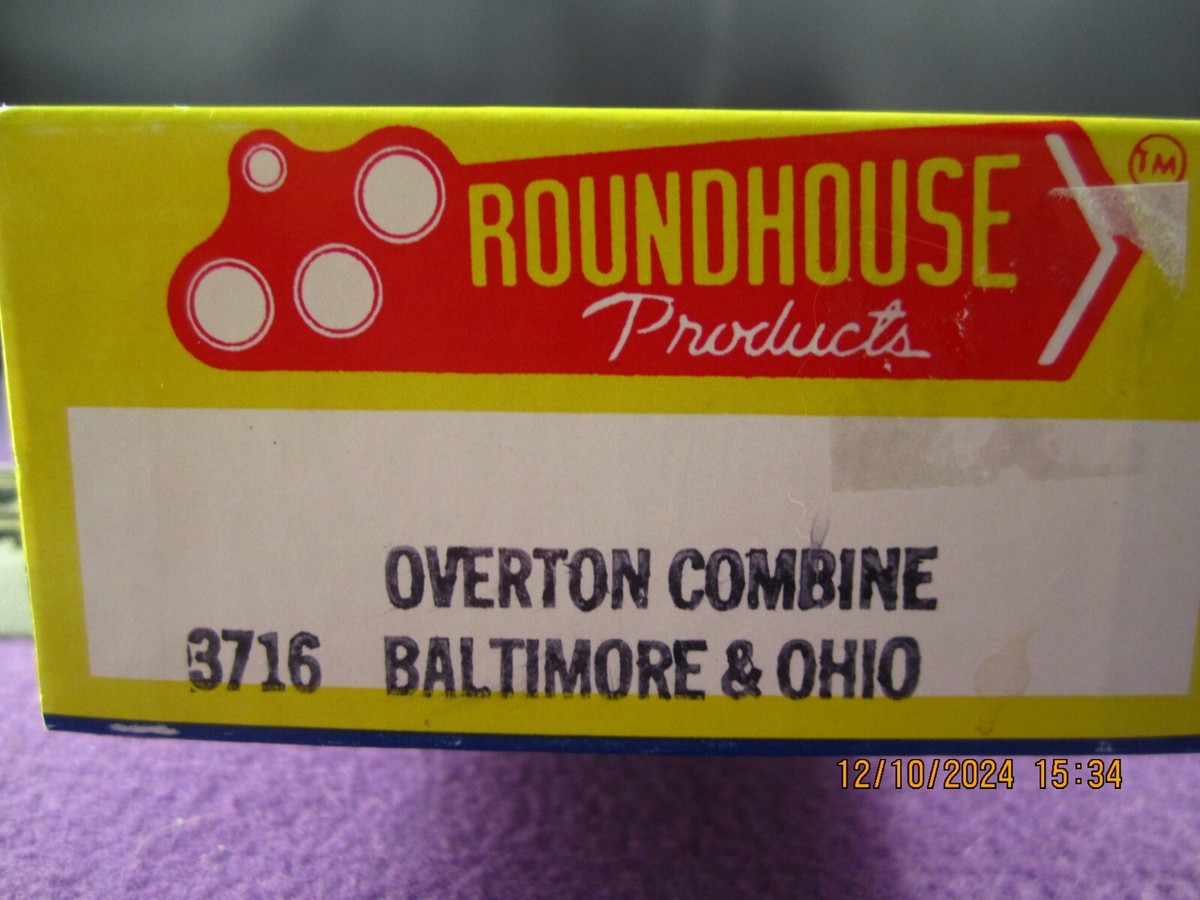 ROUNDHOUSE
TM
Products
OVERTON COMBINE
3716 BALTIMORE & OHIO
12/10/2024 15:34